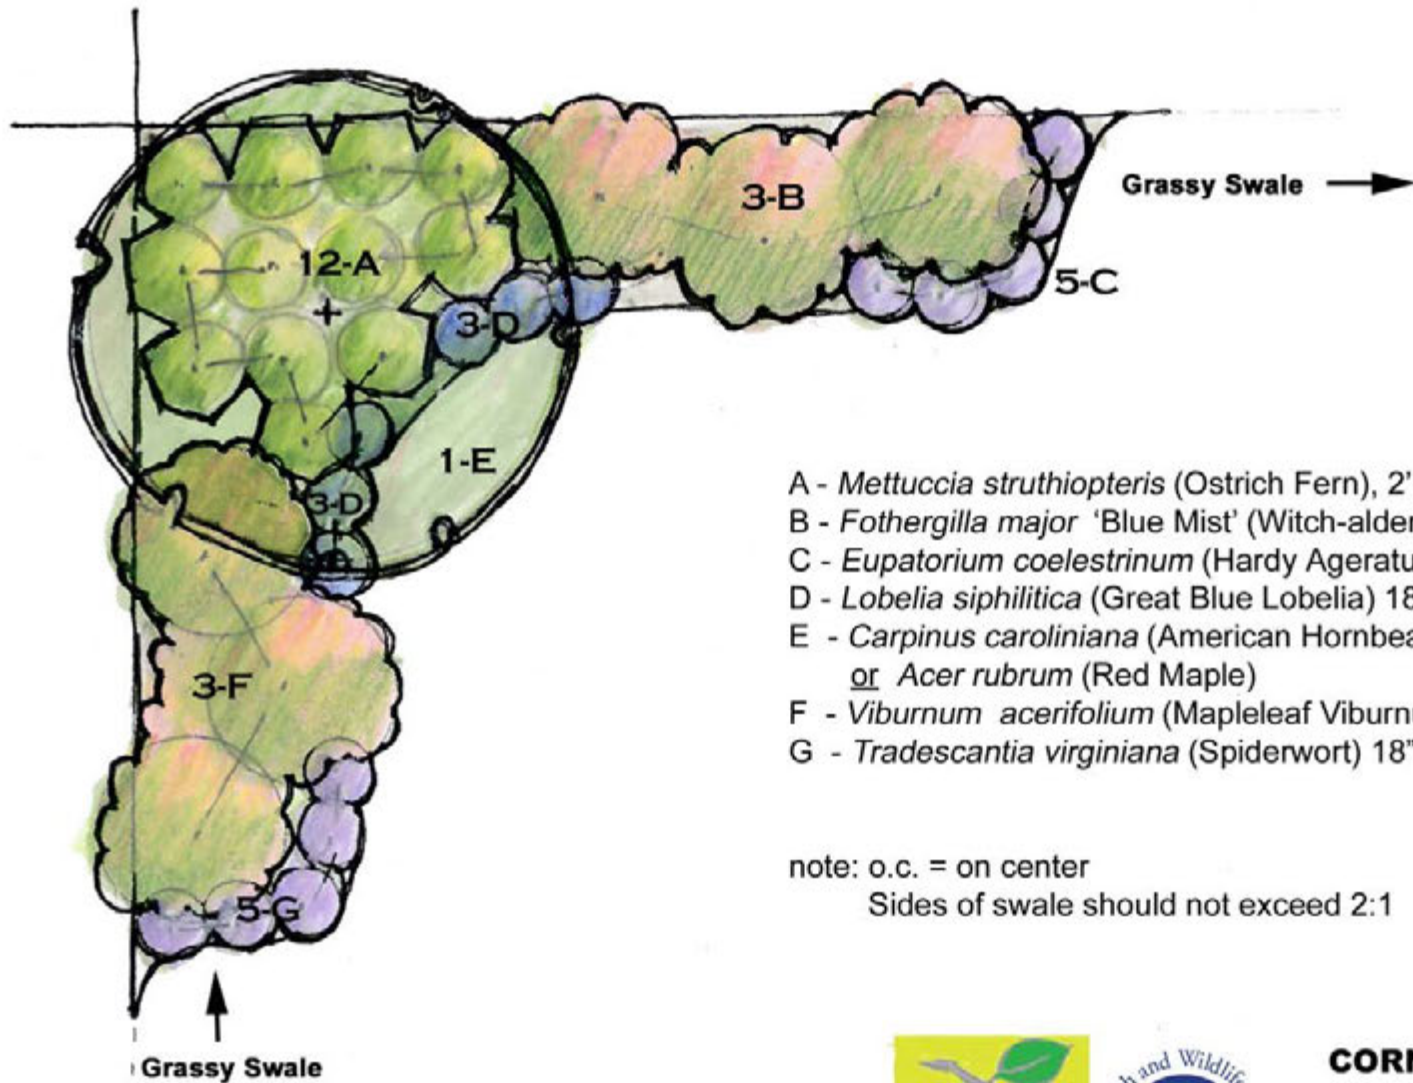 12-A
3-B
Grassy Swale
5-C
3-D
1-E
3-D
3-F
5-G
Grassy Swale
A - Mettuccia struthiopteris (Ostrich Fern), 2'
B - Fothergilla major 'Blue Mist' (Witch-alder
C - Eupatorium coelestrinum (Hardy Ageratu
D - Lobelia siphilitica (Great Blue Lobelia) 18
E - Carpinus caroliniana (American Hornbea
or Acer rubrum (Red Maple)
F - Viburnum acerifolium (Mapleleaf Viburn
G - Tradescantia virginiana (Spiderwort) 18"
note: o.c. = on center
Sides of swale should not exceed 2:1
and Wildlif
CORN